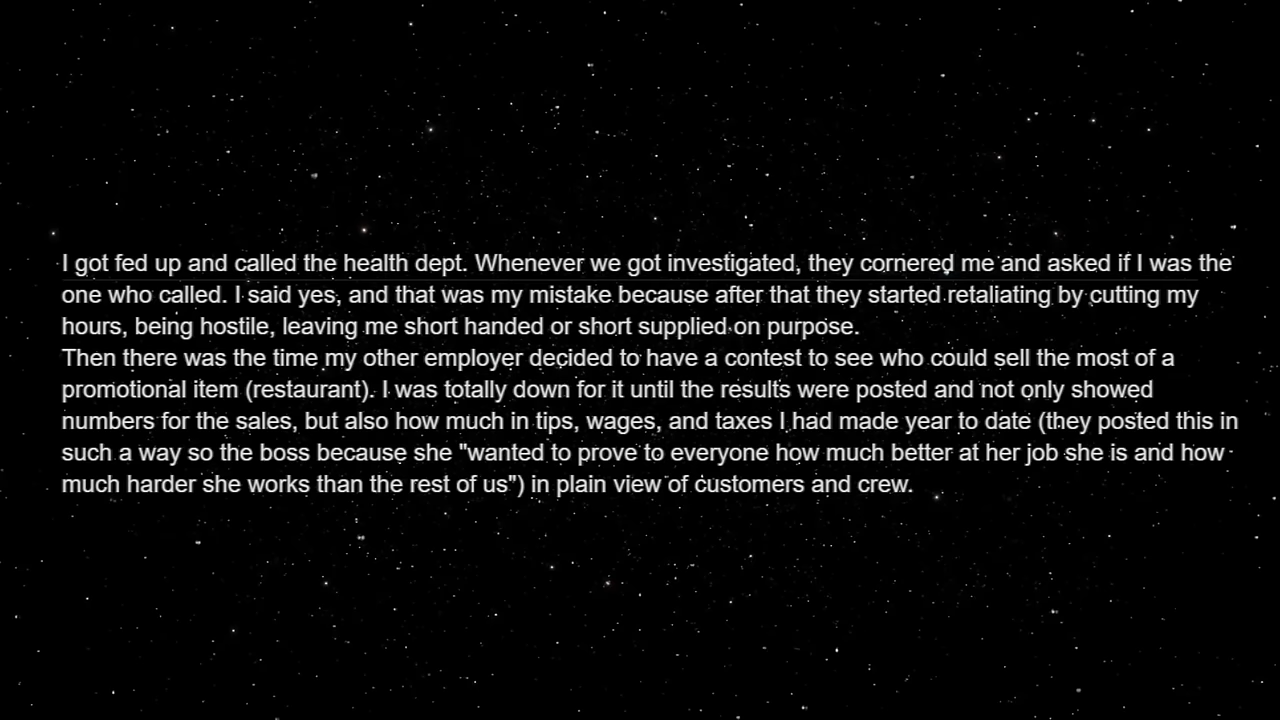 I got fed up and called the health dept. Whenever we got investigated, they cornered me and asked if I was the
one who called. I said yes, and that was my mistake because after that they started retaliating by cutting my
hours, being hostile, leaving me short handed or short supplied on purpose.
Then there was the time my other employer decided to have a contest to see who could sell the most of a
promotional item (restaurant). I was totally down for it until the results were posted and not only showed
numbers for the sales, but also how much in tips, wages, and taxes I had made year to date (they posted this in
such a way so the boss because she "wanted to prove to everyone how much better at her job she is and how
much harder she works than the rest of us") in plain view of customers and crew.